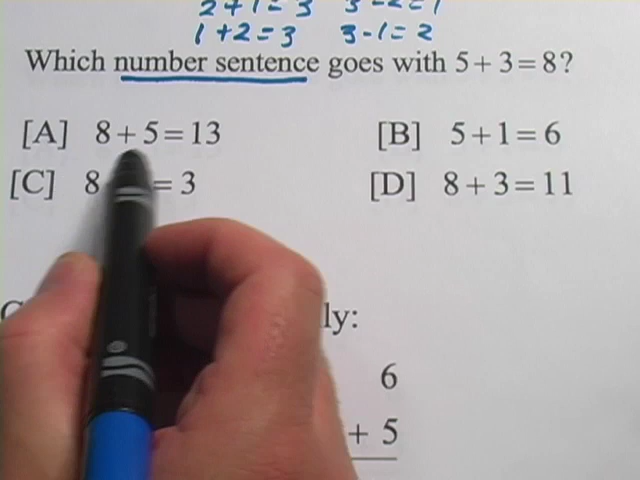 2+1=3 3-2=1
1+2=3 3-1=2
Which number sentence goes with 5+3=8?
[A] 8+5=13 [B] 5+1=6
[C] 8 =3 [D] 8+3=11
ly:
6
+ 5